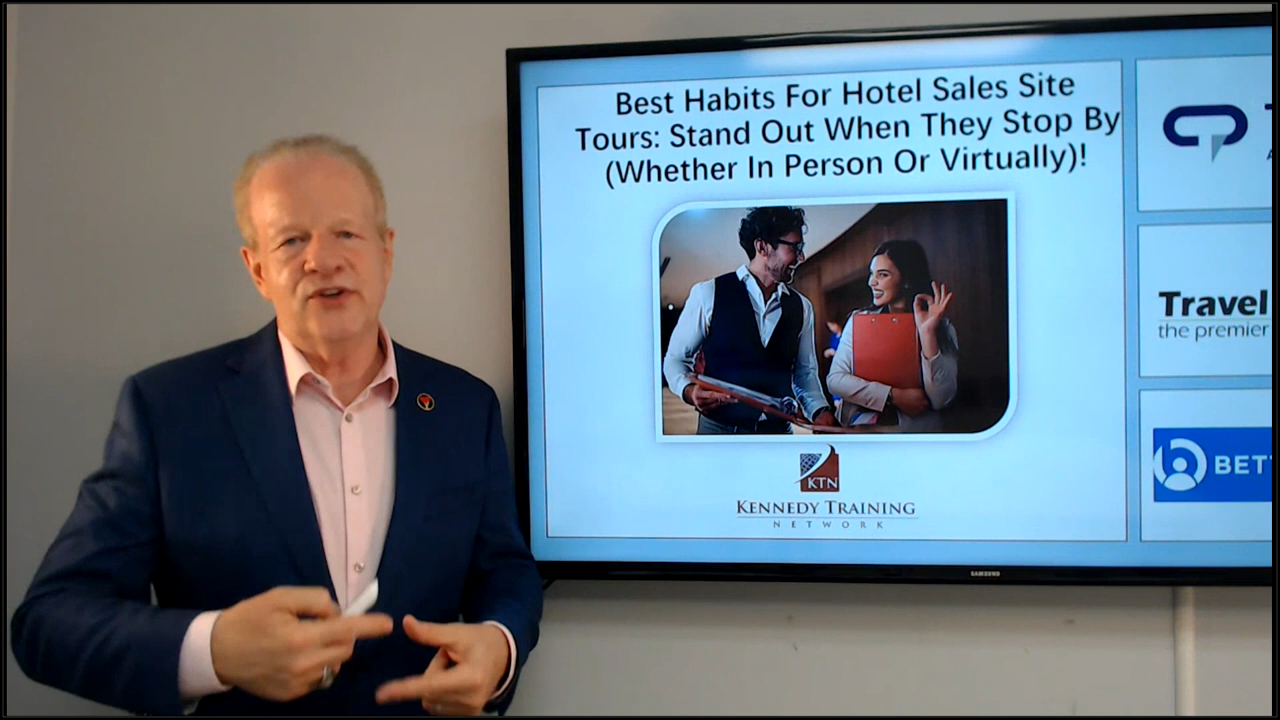 Best Habits For Hotel Sales Site
Tours: Stand Out When They Stop By
(Whether In Person Or Virtually)!
KTN
KENNEDY TRAINING
NETWORK
Travel
the premier
BETT
SAMSUNG